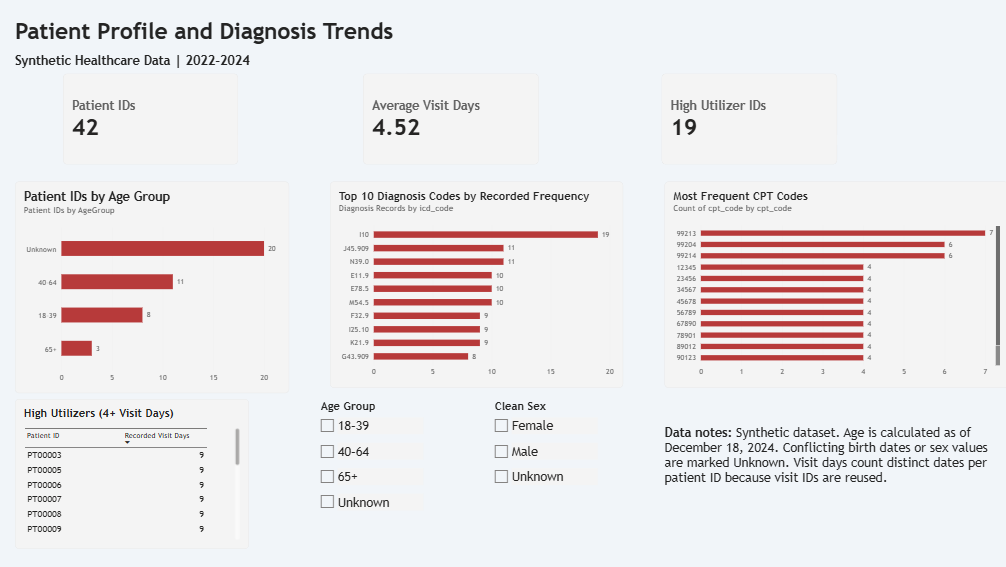 Patient Profile and Diagnosis Trends
Synthetic Healthcare Data | 2022-2024
Patient IDs
42
Average Visit Days
4.52
High Utilizer IDs
19
Patient IDs by Age Group
Patient IDs by AgeGroup
Unknown 20
40-64 11
18-39 8
65+ 3
0 5 10 15 20
Top 10 Diagnosis Codes by Recorded Frequency
Diagnosis Records by icd_code
I10 19
J45.909 11
N39.0 11
E11.9 10
E78.5 10
M54.5 10
F32.9 9
I25.10 9
K21.9 9
G43.909 8
0 5 10 15 20
Most Frequent CPT Codes
Count of cpt_code by cpt_code
99213 7
99204 6
99214 6
12345 4
23456 4
34567 4
45678 4
56789 4
67890 4
78901 4
89012 4
90123 4
0 1 2 3 4 5 6 7
High Utilizers (4+ Visit Days)
Patient ID Recorded Visit Days
PT00003 9
PT00005 9
PT00006 9
PT00007 9
PT00008 9
PT00009 9
Age Group
18-39
40-64
65+
Unknown
Clean Sex
Female
Male
Unknown
Data notes: Synthetic dataset. Age is calculated as of
December 18, 2024. Conflicting birth dates or sex values
are marked Unknown. Visit days count distinct dates per
patient ID because visit IDs are reused.